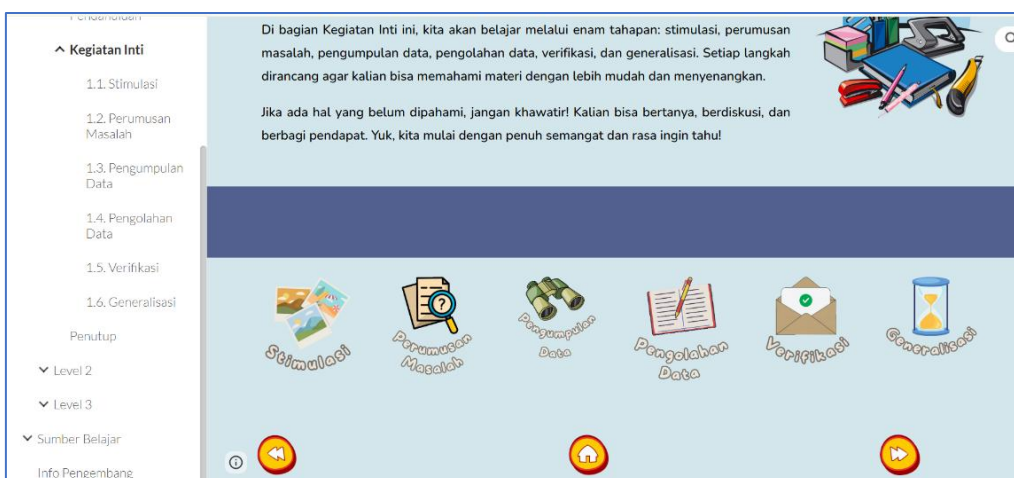 Pendahuluan
Kegiatan Inti
1.1. Stimulasi
1.2. Perumusan
Masalah
1.3. Pengumpulan
Data
1.4. Pengolahan
Data
1.5. Verifikasi
1.6. Generalisasi
Penutup
Level 2
Level 3
Sumber Belajar
Info Pengembang
Di bagian Kegiatan Inti ini, kita akan belajar melalui enam tahapan: stimulasi, perumusan
masalah, pengumpulan data, pengolahan data, verifikasi, dan generalisasi. Setiap langkah
dirancang agar kalian bisa memahami materi dengan lebih mudah dan menyenangkan.
Jika ada hal yang belum dipahami, jangan khawatir! Kalian bisa bertanya, berdiskusi, dan
berbagi pendapat. Yuk, kita mulai dengan penuh semangat dan rasa ingin tahu!
Stimulasi
Perumusan
Masalah
Pengumpulan
Data
Pengolahan
Data
Verifikasi
Generalisasi